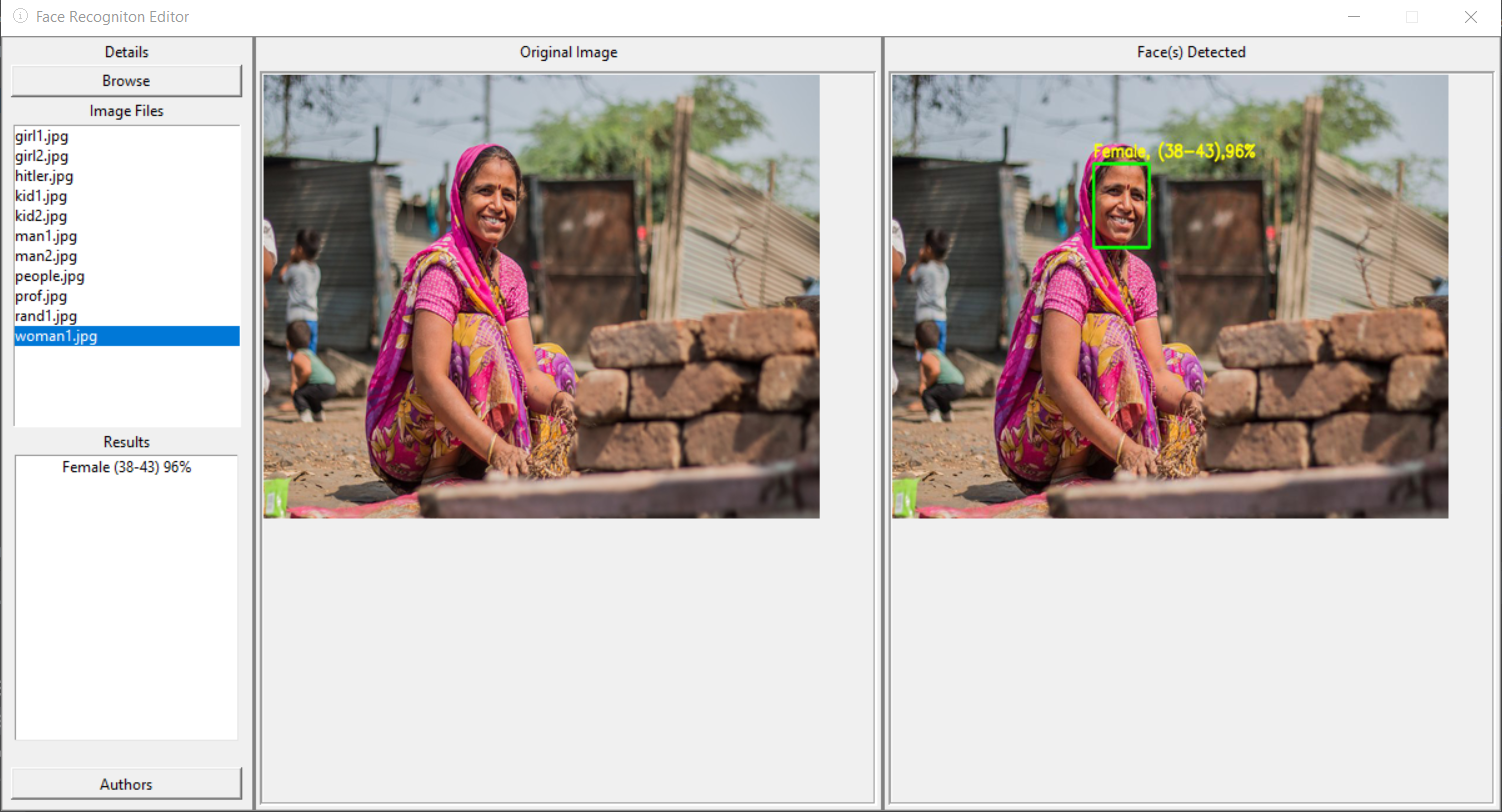 Face Recogniton Editor
Details
Browse
Image Files
girl1.jpg
girl2.jpg
hitler.jpg
kid1.jpg
kid2.jpg
man1.jpg
man2.jpg
people.jpg
prof.jpg
rand1.jpg
woman1.jpg
Results
Female (38-43) 96%
Authors
Original Image
Face(s) Detected
Female, (38-43),96%